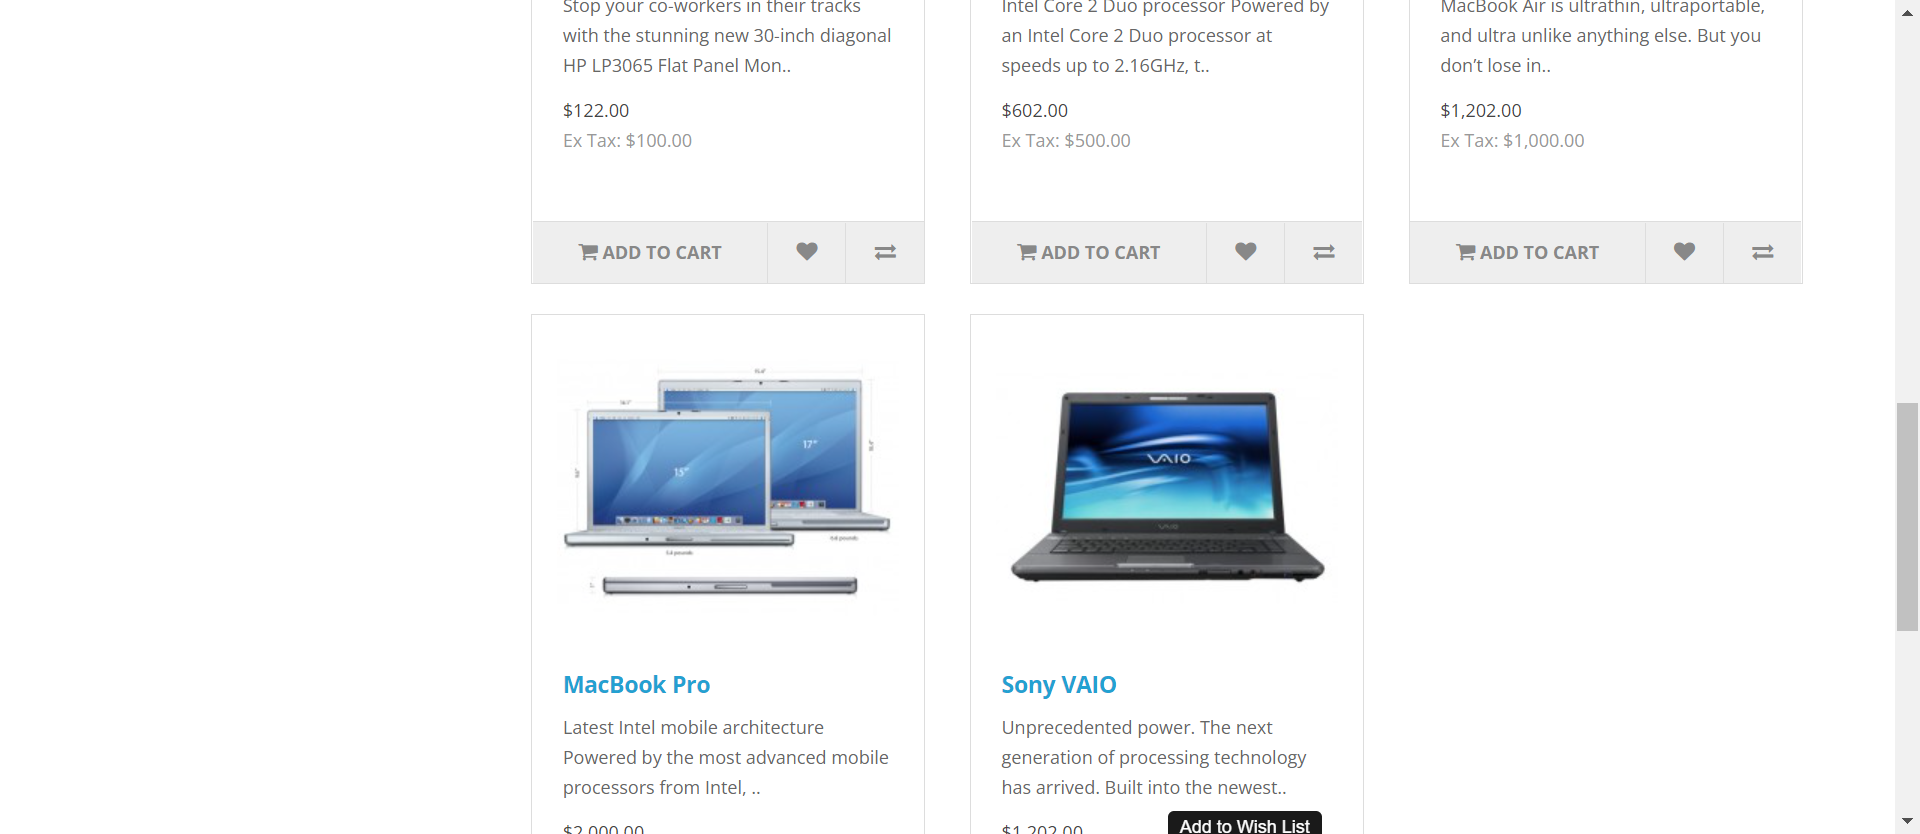 Stop your co-workers in their tracks
with the stunning new 30-inch diagonal
HP LP3065 Flat Panel Mon..
$122.00
Ex Tax: $100.00
ADD TO CART
Intel Core 2 Duo processor Powered by
an Intel Core 2 Duo processor at
speeds up to 2.16GHz, t..
$602.00
Ex Tax: $500.00
ADD TO CART
MacBook Air is ultrathin, ultraportable,
and ultra unlike anything else. But you
don’t lose in..
$1,202.00
Ex Tax: $1,000.00
ADD TO CART
15"
17"
MacBook Pro
Latest Intel mobile architecture
Powered by the most advanced mobile
processors from Intel, ..
$2,000.00
VAIO
VAIO
Sony VAIO
Unprecedented power. The next
generation of processing technology
has arrived. Built into the newest..
$1,202.00
Add to Wish List